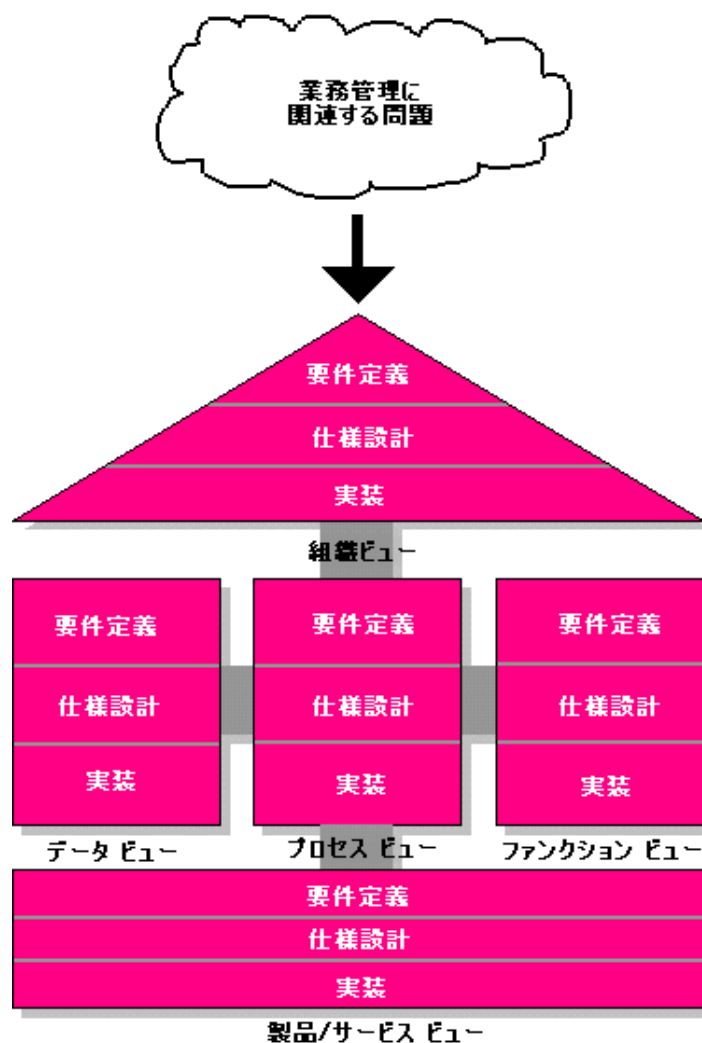 業務管理に
関連する問題
要件定義
仕様設計
実装
組織ビュー
要件定義
仕様設計
実装
データ ビュー
要件定義
仕様設計
実装
プロセス ビュー
要件定義
仕様設計
実装
ファンクション ビュー
要件定義
仕様設計
実装
製品/サービス ビュー